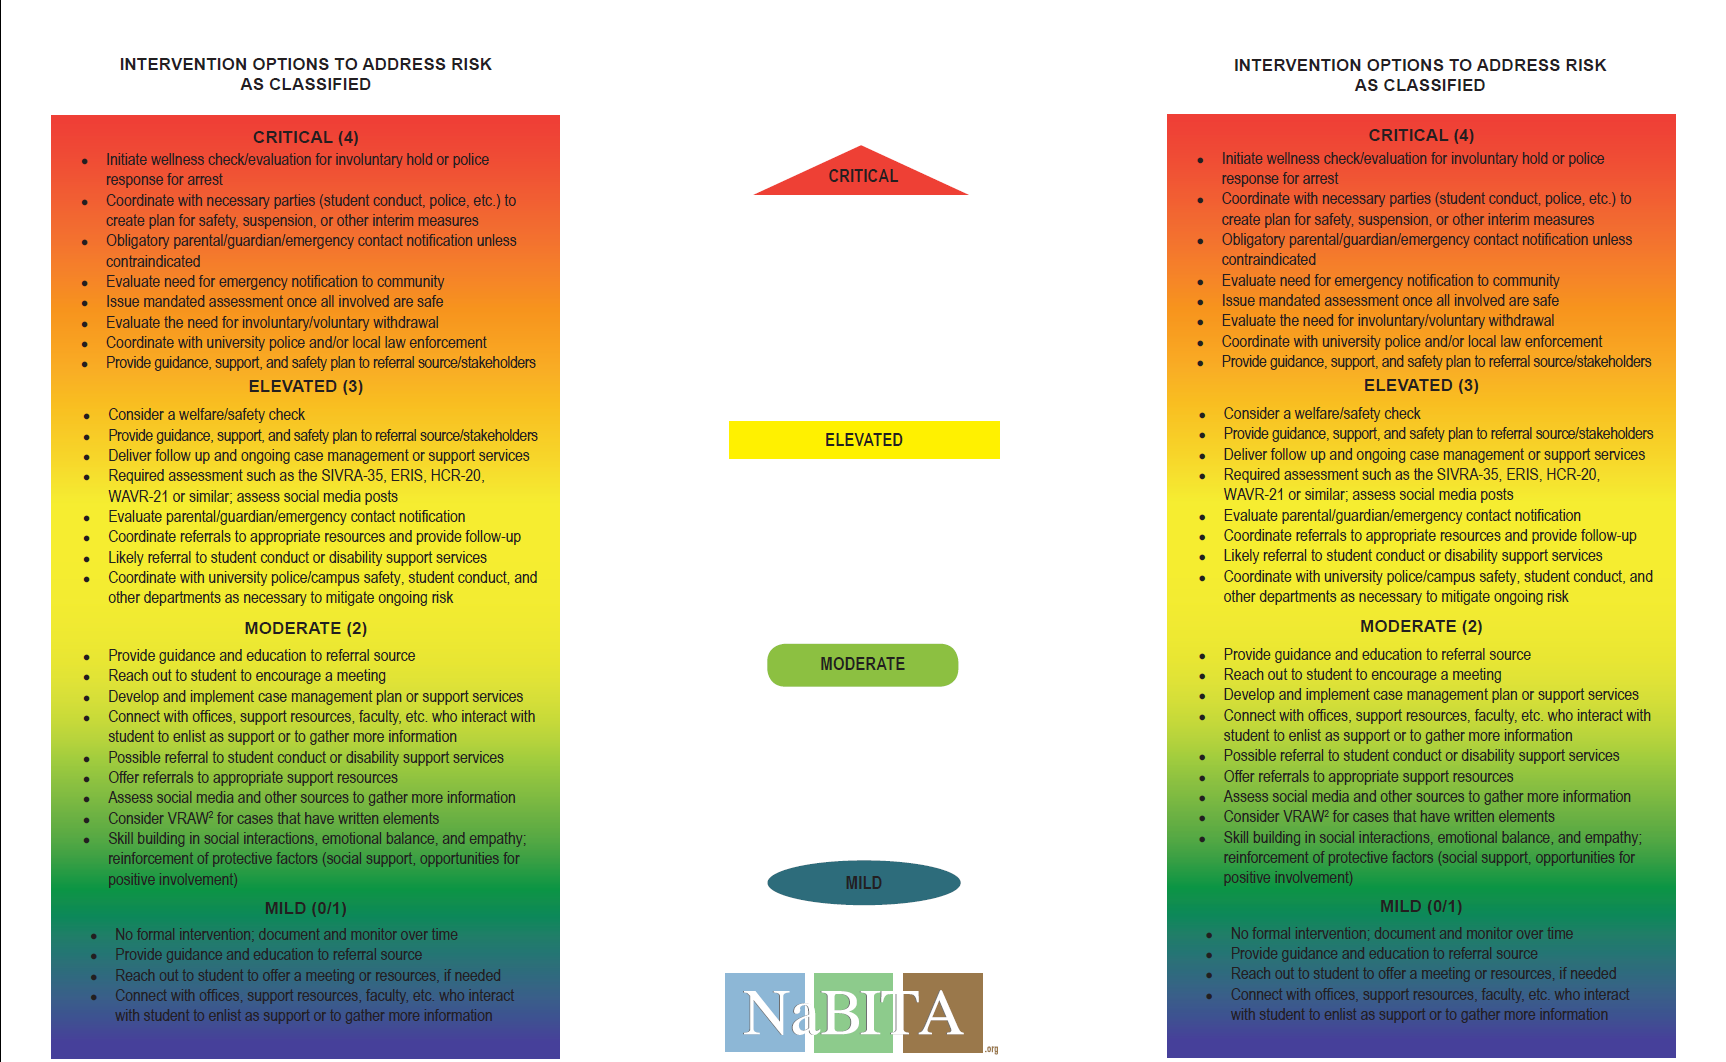 INTERVENTION OPTIONS TO ADDRESS RISK
AS CLASSIFIED
CRITICAL (4)
• Initiate wellness check/evaluation for involuntary hold or police
response for arrest
• Coordinate with necessary parties (student conduct, police, etc.) to
create plan for safety, suspension, or other interim measures
• Obligatory parental/guardian/emergency contact notification unless
contraindicated
• Evaluate need for emergency notification to community
• Issue mandated assessment once all involved are safe
• Evaluate the need for involuntary/voluntary withdrawal
• Coordinate with university police and/or local law enforcement
• Provide guidance, support, and safety plan to referral source/stakeholders
ELEVATED (3)
• Consider a welfare/safety check
• Provide guidance, support, and safety plan to referral source/stakeholders
• Deliver follow up and ongoing case management or support services
• Required assessment such as the SIVRA-35, ERIS, HCR-20,
WAVR-21 or similar; assess social media posts
• Evaluate parental/guardian/emergency contact notification
• Coordinate referrals to appropriate resources and provide follow-up
• Likely referral to student conduct or disability support services
• Coordinate with university police/campus safety, student conduct, and
other departments as necessary to mitigate ongoing risk
MODERATE (2)
• Provide guidance and education to referral source
• Reach out to student to encourage a meeting
• Develop and implement case management plan or support services
• Connect with offices, support resources, faculty, etc. who interact with
student to enlist as support or to gather more information
• Possible referral to student conduct or disability support services
• Offer referrals to appropriate support resources
• Assess social media and other sources to gather more information
• Consider VRAW² for cases that have written elements
• Skill building in social interactions, emotional balance, and empathy;
reinforcement of protective factors (social support, opportunities for
positive involvement)
MILD (0/1)
• No formal intervention; document and monitor over time
• Provide guidance and education to referral source
• Reach out to student to offer a meeting or resources, if needed
• Connect with offices, support resources, faculty, etc. who interact
with student to enlist as support or to gather more information
CRITICAL
ELEVATED
MODERATE
MILD
NaBITA
.org
INTERVENTION OPTIONS TO ADDRESS RISK
AS CLASSIFIED
CRITICAL (4)
• Initiate wellness check/evaluation for involuntary hold or police
response for arrest
• Coordinate with necessary parties (student conduct, police, etc.) to
create plan for safety, suspension, or other interim measures
• Obligatory parental/guardian/emergency contact notification unless
contraindicated
• Evaluate need for emergency notification to community
• Issue mandated assessment once all involved are safe
• Evaluate the need for involuntary/voluntary withdrawal
• Coordinate with university police and/or local law enforcement
• Provide guidance, support, and safety plan to referral source/stakeholders
ELEVATED (3)
• Consider a welfare/safety check
• Provide guidance, support, and safety plan to referral source/stakeholders
• Deliver follow up and ongoing case management or support services
• Required assessment such as the SIVRA-35, ERIS, HCR-20,
WAVR-21 or similar; assess social media posts
• Evaluate parental/guardian/emergency contact notification
• Coordinate referrals to appropriate resources and provide follow-up
• Likely referral to student conduct or disability support services
• Coordinate with university police/campus safety, student conduct, and
other departments as necessary to mitigate ongoing risk
MODERATE (2)
• Provide guidance and education to referral source
• Reach out to student to encourage a meeting
• Develop and implement case management plan or support services
• Connect with offices, support resources, faculty, etc. who interact with
student to enlist as support or to gather more information
• Possible referral to student conduct or disability support services
• Offer referrals to appropriate support resources
• Assess social media and other sources to gather more information
• Consider VRAW² for cases that have written elements
• Skill building in social interactions, emotional balance, and empathy;
reinforcement of protective factors (social support, opportunities for
positive involvement)
MILD (0/1)
• No formal intervention; document and monitor over time
• Provide guidance and education to referral source
• Reach out to student to offer a meeting or resources, if needed
• Connect with offices, support resources, faculty, etc. who interact
with student to enlist as support or to gather more information